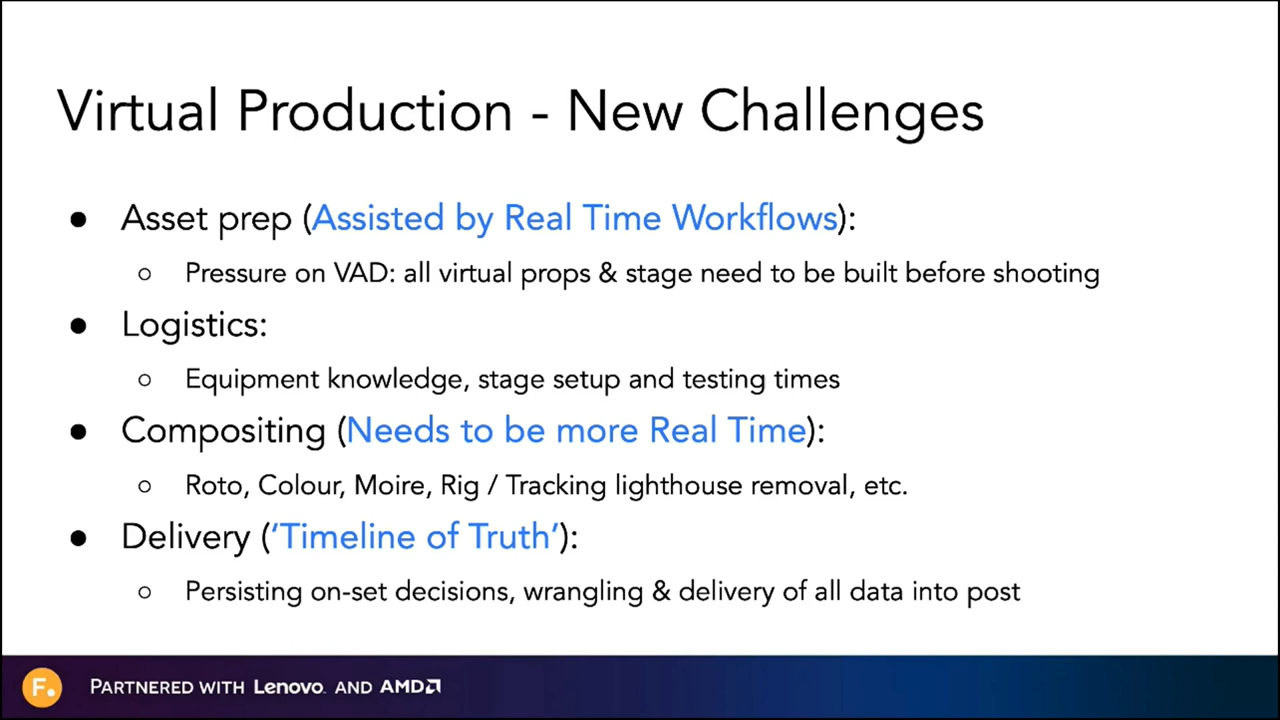 Virtual Production - New Challenges
● Asset prep (Assisted by Real Time Workflows):
○ Pressure on VAD: all virtual props & stage need to be built before shooting
● Logistics:
○ Equipment knowledge, stage setup and testing times
● Compositing (Needs to be more Real Time):
○ Roto, Colour, Moire, Rig / Tracking lighthouse removal, etc.
● Delivery (‘Timeline of Truth’):
○ Persisting on-set decisions, wrangling & delivery of all data into post
F. PARTNERED WITH Lenovo. AND AMD